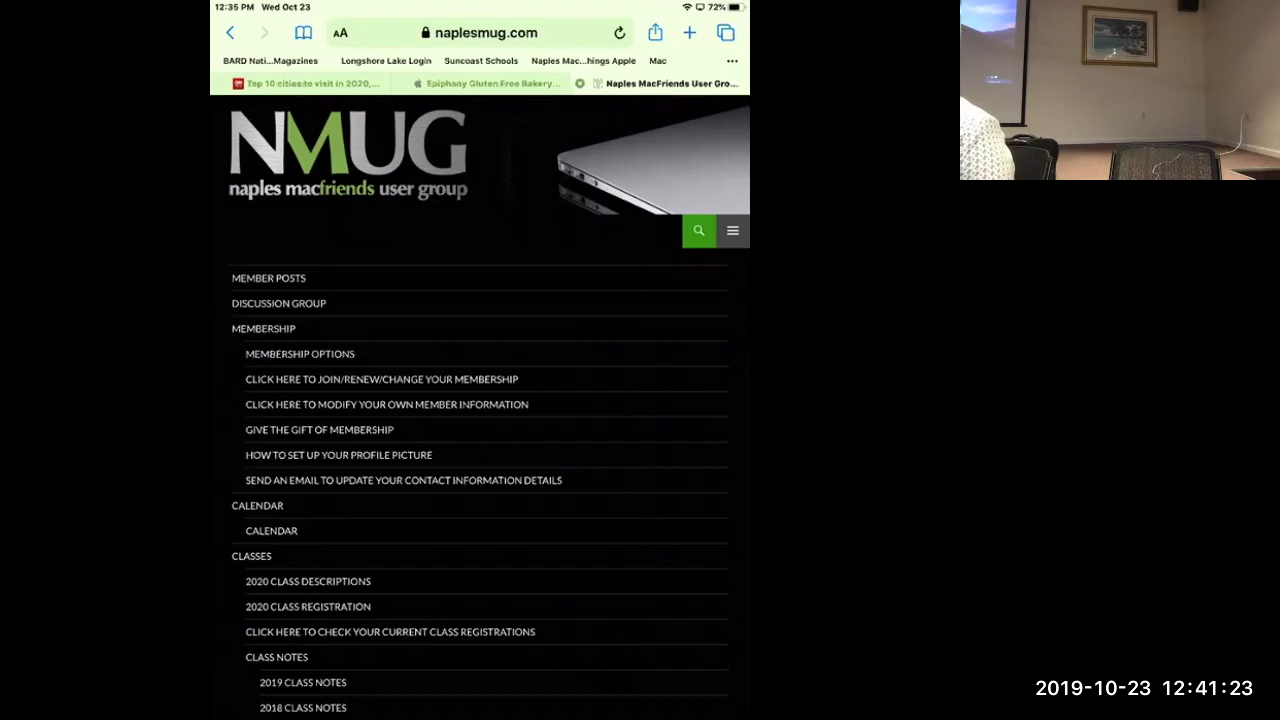 12:35 PM Wed Oct 23
72%
AA naplesmug.com
BARD Nati...Magazines Longshore Lake Login Suncoast Schools Naples Mac...hings Apple Mac
Top 10 cities to visit in 2020,... Epiphany Gluten Free Bakery... Naples MacFriends User Gro...
NMUG
naples macfriends user group
MEMBER POSTS
DISCUSSION GROUP
MEMBERSHIP
MEMBERSHIP OPTIONS
CLICK HERE TO JOIN/RENEW/CHANGE YOUR MEMBERSHIP
CLICK HERE TO MODIFY YOUR OWN MEMBER INFORMATION
GIVE THE GIFT OF MEMBERSHIP
HOW TO SET UP YOUR PROFILE PICTURE
SEND AN EMAIL TO UPDATE YOUR CONTACT INFORMATION DETAILS
CALENDAR
CALENDAR
CLASSES
2020 CLASS DESCRIPTIONS
2020 CLASS REGISTRATION
CLICK HERE TO CHECK YOUR CURRENT CLASS REGISTRATIONS
CLASS NOTES
2019 CLASS NOTES
2018 CLASS NOTES
2019-10-23 12:41:23